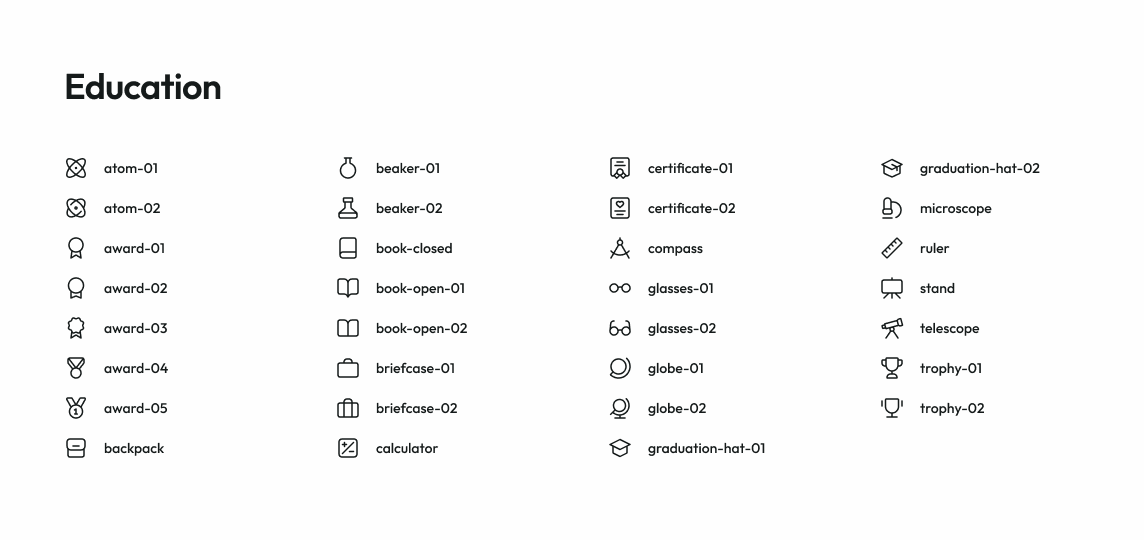 Education
atom-01
atom-02
award-01
award-02
award-03
award-04
award-05
backpack
beaker-01
beaker-02
book-closed
book-open-01
book-open-02
briefcase-01
briefcase-02
calculator
certificate-01
certificate-02
compass
glasses-01
glasses-02
globe-01
globe-02
graduation-hat-01
graduation-hat-02
microscope
ruler
stand
telescope
trophy-01
trophy-02